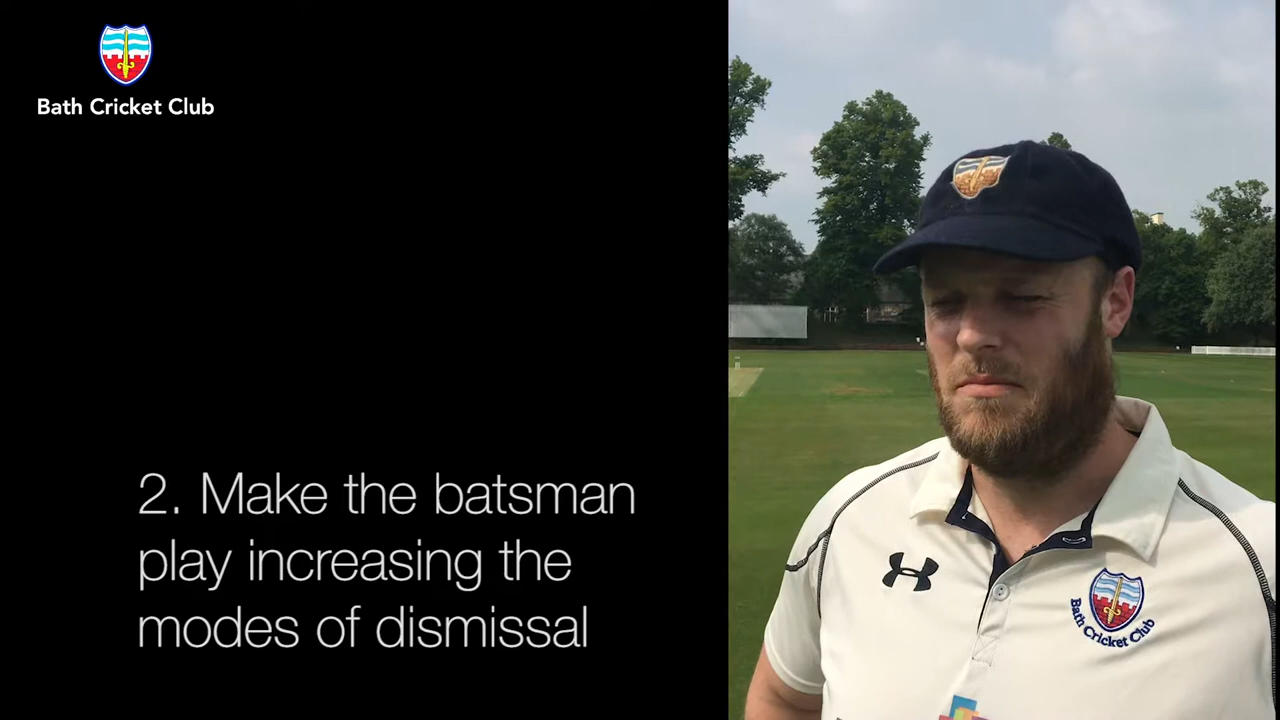 Bath Cricket Club
2. Make the batsman
play increasing the
modes of dismissal
Bath Cricket Club